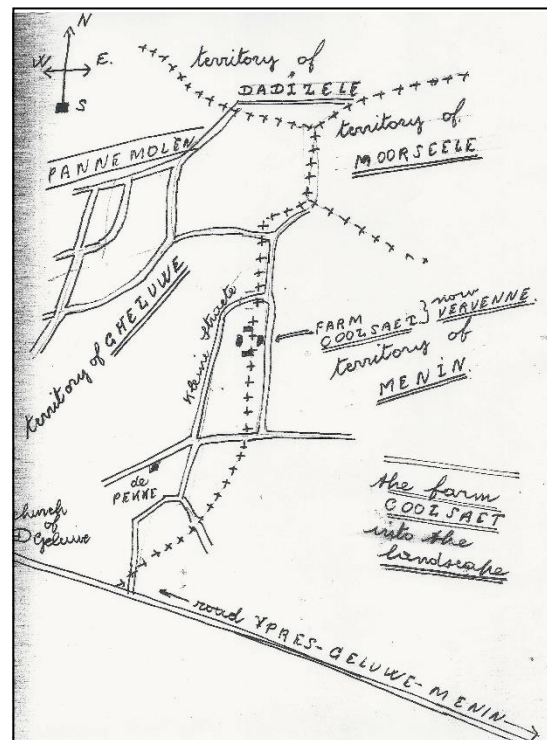 N
W E.
S
territory of
DADIZELE
territory of
MOORSEELE
PANNEMOLEN
territory of GHELUWE
Kleine Straete
FARM
COOLSAET } now
VERVENNE
territory of
MENIN.
de
PENNE
church
of
Geluwe
the farm
COOLSAET
into the
landscape
road YPRES-GELUWE-MENIN